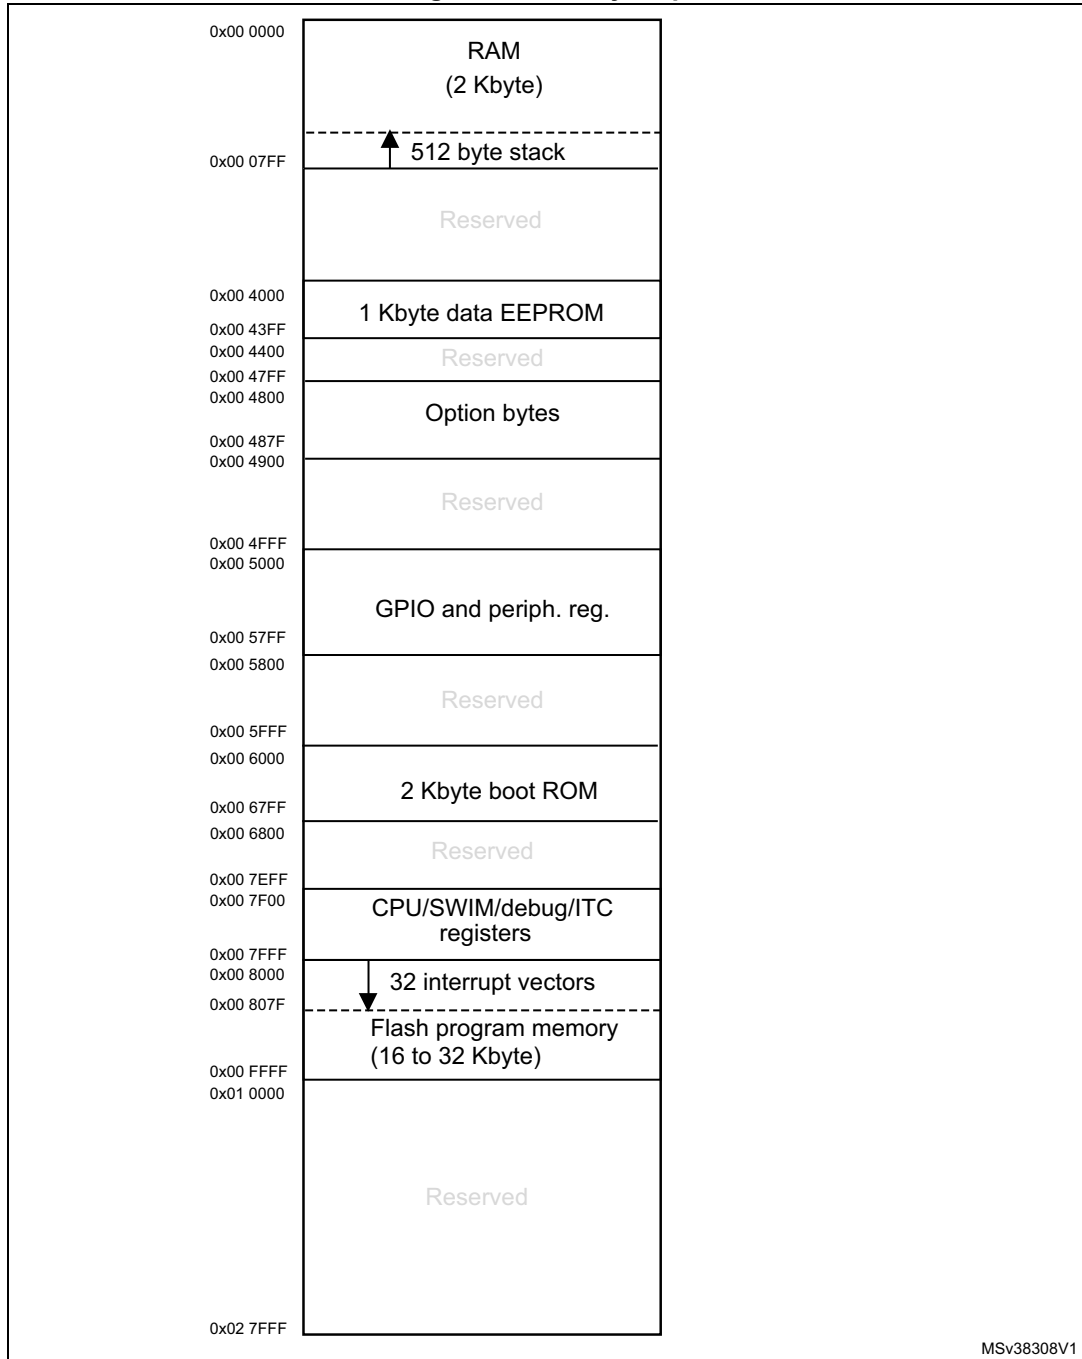 0x00 0000
RAM
(2 Kbyte)
512 byte stack
0x00 07FF
Reserved
0x00 4000
1 Kbyte data EEPROM
0x00 43FF
0x00 4400
Reserved
0x00 47FF
0x00 4800
Option bytes
0x00 487F
0x00 4900
Reserved
0x00 4FFF
0x00 5000
GPIO and periph. reg.
0x00 57FF
0x00 5800
Reserved
0x00 5FFF
0x00 6000
2 Kbyte boot ROM
0x00 67FF
0x00 6800
Reserved
0x00 7EFF
0x00 7F00
CPU/SWIM/debug/ITC
registers
0x00 7FFF
0x00 8000
32 interrupt vectors
0x00 807F
Flash program memory
(16 to 32 Kbyte)
0x00 FFFF
0x01 0000
Reserved
0x02 7FFF
MSv38308V1